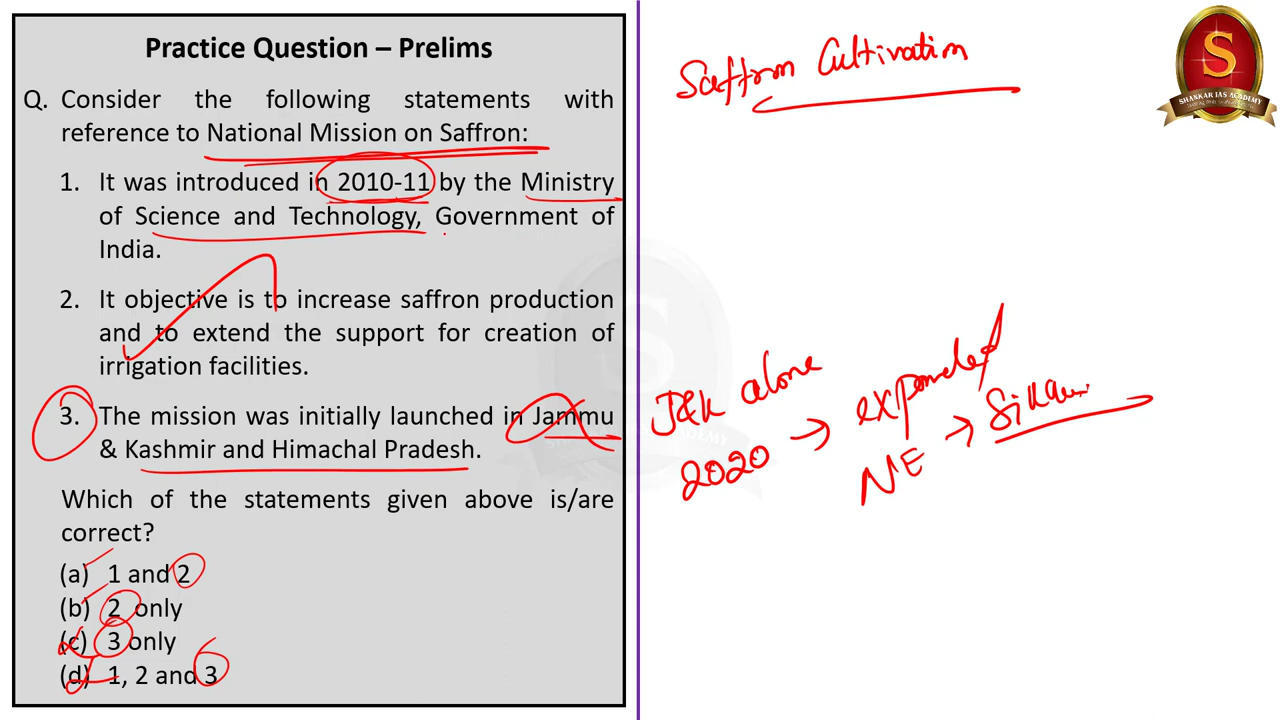 Practice Question – Prelims
Q. Consider the following statements with
reference to National Mission on Saffron:
1. It was introduced in 2010-11 by the Ministry
of Science and Technology, Government of
India.
2. It objective is to increase saffron production
and to extend the support for creation of
irrigation facilities.
3. The mission was initially launched in Jammu
& Kashmir and Himachal Pradesh.
Which of the statements given above is/are
correct?
(a) 1 and 2
(b) 2 only
(c) 3 only
(d) 1, 2 and 3
Saffron Cultivation
J&K alone
2020 → expanded
NE →
S
SHANKAR IAS ACADEMY